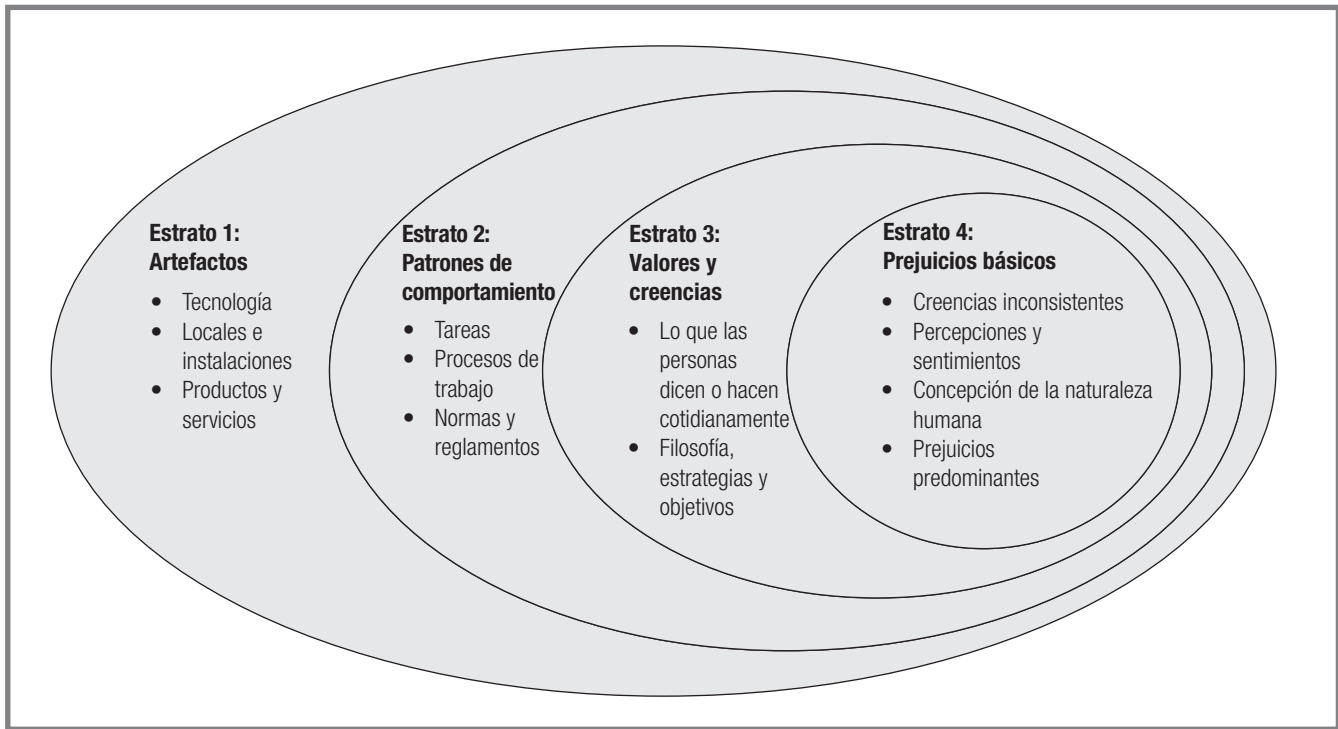 Estrato 1:
Artefactos
• Tecnología
• Locales e
instalaciones
• Productos y
servicios
Estrato 2:
Patrones de
comportamiento
• Tareas
• Procesos de
trabajo
• Normas y
reglamentos
Estrato 3:
Valores y
creencias
• Lo que las
personas
dicen o hacen
cotidianamente
• Filosofía,
estrategias y
objetivos
Estrato 4:
Prejuicios básicos
• Creencias inconsistentes
• Percepciones y
sentimientos
• Concepción de la naturaleza
humana
• Prejuicios
predominantes